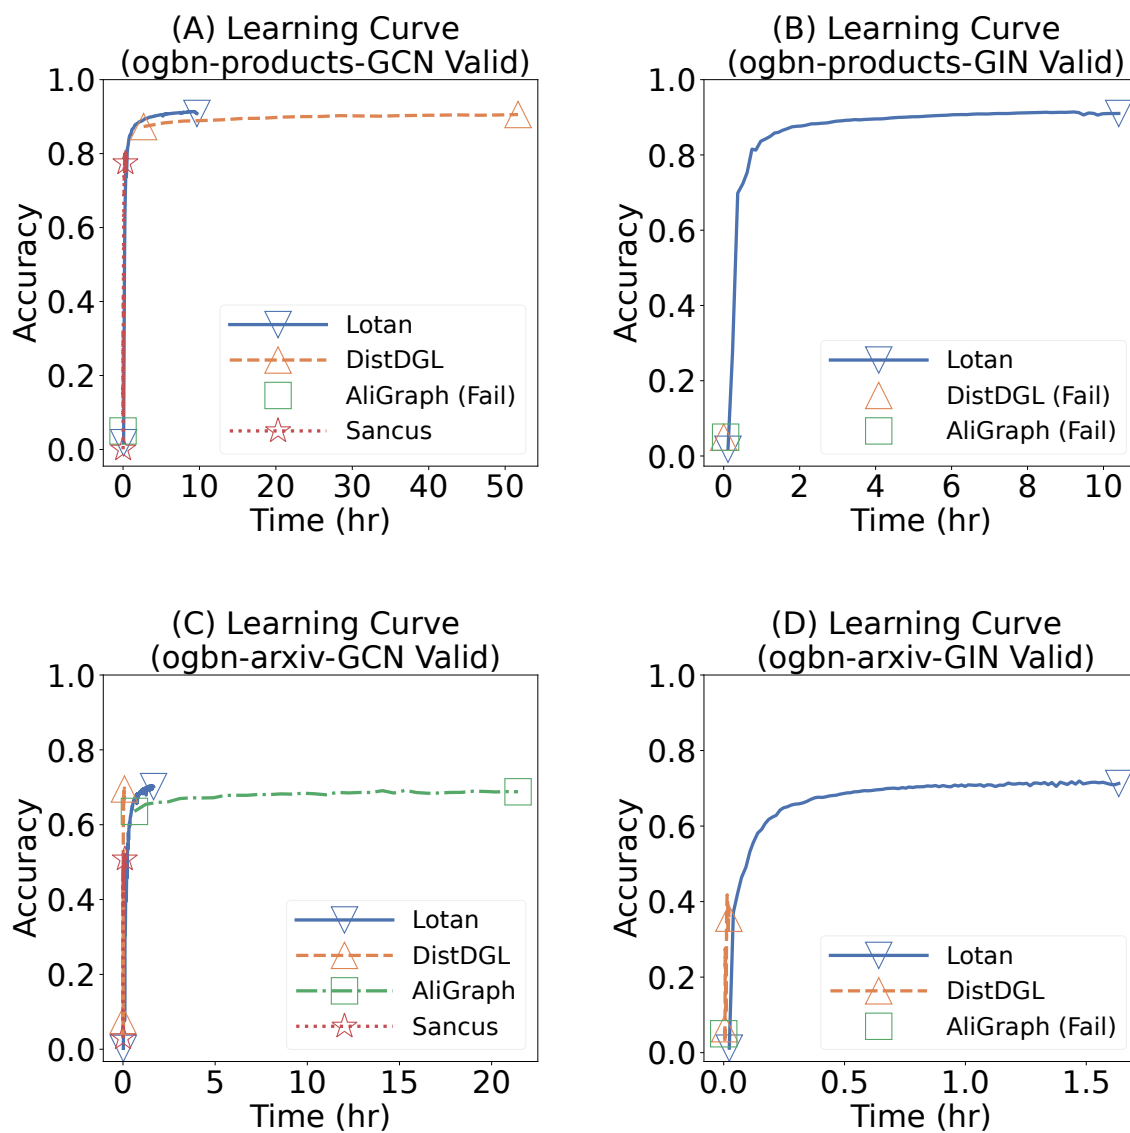 (A) Learning Curve
(ogbn-products-GCN Valid)
1.0
0.8
0.6
0.4
0.2
0.0
Accuracy
Lotan
DistDGL
AliGraph (Fail)
Sancus
0 10 20 30 40 50
Time (hr)
(B) Learning Curve
(ogbn-products-GIN Valid)
1.0
0.8
0.6
0.4
0.2
0.0
Accuracy
Lotan
DistDGL (Fail)
AliGraph (Fail)
0 2 4 6 8 10
Time (hr)
(C) Learning Curve
(ogbn-arxiv-GCN Valid)
1.0
0.8
0.6
0.4
0.2
0.0
Accuracy
Lotan
DistDGL
AliGraph
Sancus
0 5 10 15 20
Time (hr)
(D) Learning Curve
(ogbn-arxiv-GIN Valid)
1.0
0.8
0.6
0.4
0.2
0.0
Accuracy
Lotan
DistDGL
AliGraph (Fail)
0.0 0.5 1.0 1.5
Time (hr)